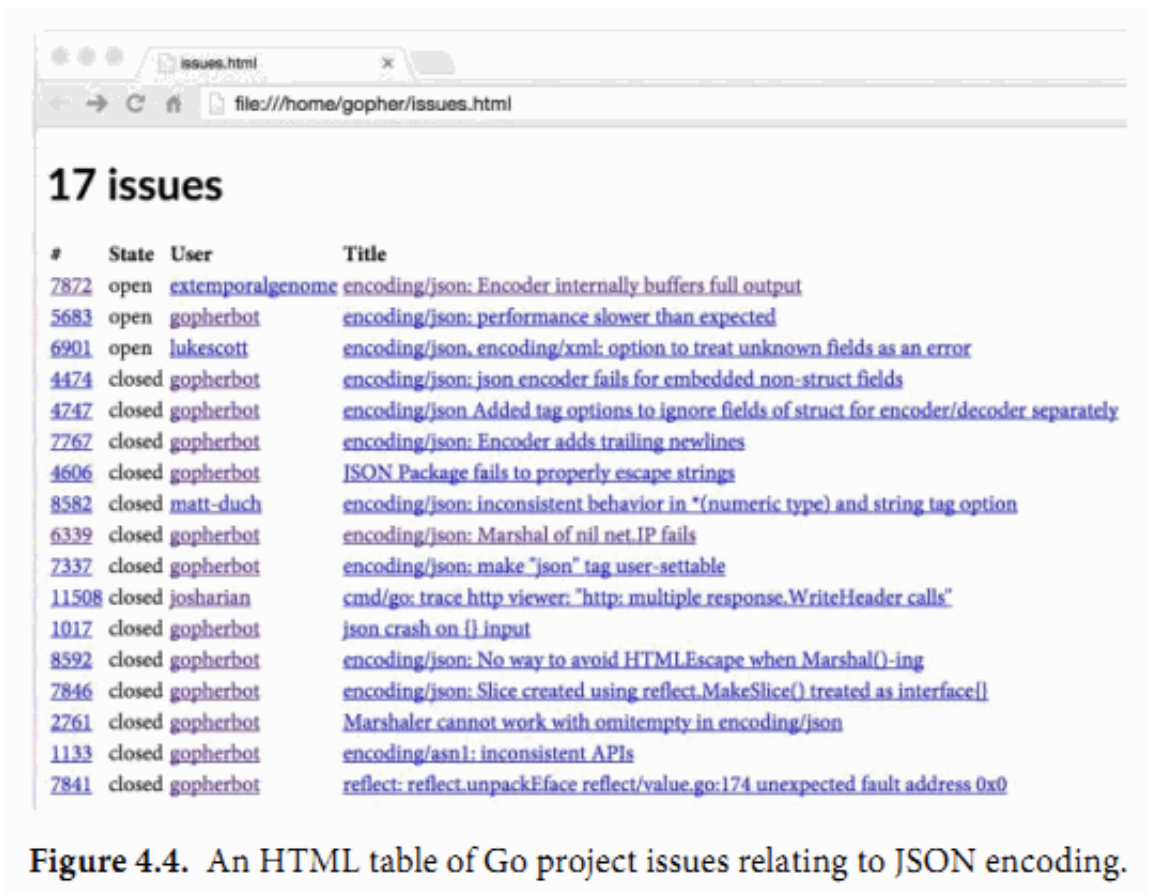 issues.html
file:///home/gopher/issues.html
17 issues
# State User Title
7872 open extemporalgenome encoding/json: Encoder internally buffers full output
5683 open gopherbot encoding/json: performance slower than expected
6901 open lukescott encoding/json, encoding/xml: option to treat unknown fields as an error
4474 closed gopherbot encoding/json: json encoder fails for embedded non-struct fields
4747 closed gopherbot encoding/json Added tag options to ignore fields of struct for encoder/decoder separately
7767 closed gopherbot encoding/json: Encoder adds trailing newlines
4606 closed gopherbot JSON Package fails to properly escape strings
8582 closed matt-duch encoding/json: inconsistent behavior in *(numeric type) and string tag option
6339 closed gopherbot encoding/json: Marshal of nil net.IP fails
7337 closed gopherbot encoding/json: make "json" tag user-settable
11508 closed josharian cmd/go: trace http viewer: "http: multiple response.WriteHeader calls"
1017 closed gopherbot json crash on {} input
8592 closed gopherbot encoding/json: No way to avoid HTMLEscape when Marshal()-ing
7846 closed gopherbot encoding/json: Slice created using reflect.MakeSlice() treated as interface{}
2761 closed gopherbot Marshaler cannot work with omitempty in encoding/json
1133 closed gopherbot encoding/asn1: inconsistent APIs
7841 closed gopherbot reflect: reflect.unpackEface reflect/value.go:174 unexpected fault address 0x0
Figure 4.4. An HTML table of Go project issues relating to JSON encoding.